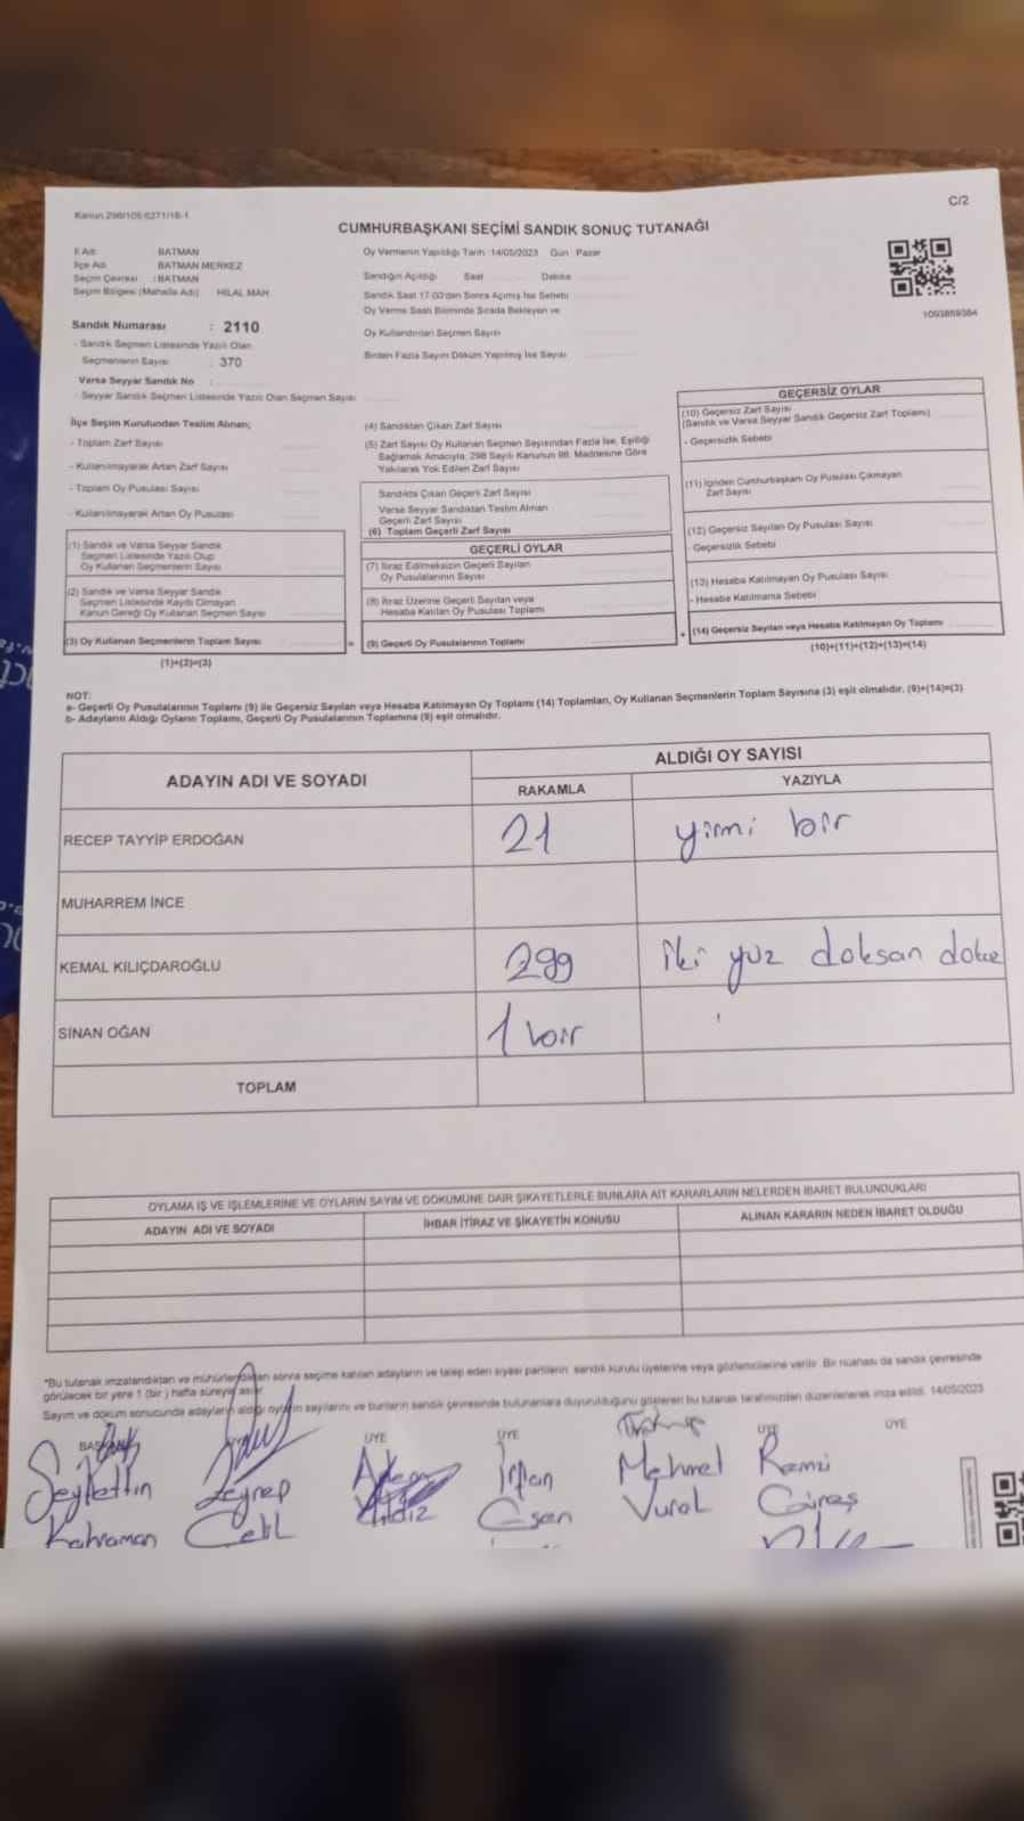 C/2
CUMHURBAŞKANI SEÇİMİ SANDIK SONUÇ TUTANAĞI
İl Adı : BATMAN
İlçe Adı : BATMAN MERKEZ
Seçim Çevresi : BATMAN
Seçim Bölgesi (Mahalle Adı) : HİLAL MAH
Oy Vermenin Yapıldığı Tarih :14/05/2023 Gün : Pazar
Sandığın Açıldığı Saat Dakika
Sandık Saat 17:00'den Sonra Açılmış İse Sebebi
Oy Verme Saati Bitiminde Sırada Bekleyen ve
Oy Kullandırılan Seçmen Sayısı
Birden Fazla Sayım Döküm Yapılmış İse Sayısı
1093859384
Sandık Numarası : 2110
- Sandık Seçmen Listesinde Yazılı Olan
Seçmenlerin Sayısı : 370
Varsa Seyyar Sandık No :
- Seyyar Sandık Seçmen Listesinde Yazılı Olan Seçmen Sayısı
İlçe Seçim Kurulundan Teslim Alınan;
- Toplam Zarf Sayısı
- Kullanılmayarak Artan Zarf Sayısı
- Toplam Oy Pusulası Sayısı
- Kullanılmayarak Artan Oy Pusulası
(1) Sandık ve Varsa Seyyar Sandık
Seçmen Listesinde Yazılı Olup
Oy Kullanan Seçmenlerin Sayısı
(2) Sandık ve Varsa Seyyar Sandık
Seçmen Listesinde Kayıtlı Olmayan
Kanun Gereği Oy Kullanan Seçmen Sayısı
(3) Oy Kullanan Seçmenlerin Toplam Sayısı
(1)+(2)=(3)
(4) Sandıktan Çıkan Zarf Sayısı
(5) Zarf Sayısı Oy Kullanan Seçmen Sayısından Fazla İse, Eşitliği
Sağlamak Amacıyla, 298 Sayılı Kanunun 98. Maddesine Göre
Yakılarak Yok Edilen Zarf Sayısı
Sandıkta Çıkan Geçerli Zarf Sayısı
Varsa Seyyar Sandıktan Teslim Alınan
Geçerli Zarf Sayısı
(6) Toplam Geçerli Zarf Sayısı
GEÇERLİ OYLAR
(7) İtiraz Edilmeksizin Geçerli Sayılan
Oy Pusulalarının Sayısı
(8) İtiraz Üzerine Geçerli Sayılan veya
Hesaba Katılan Oy Pusulası Toplamı
= (9) Geçerli Oy Pusulalarının Toplamı
GEÇERSİZ OYLAR
(10) Geçersiz Zarf Sayısı
(Sandık ve Varsa Seyyar Sandık Geçersiz Zarf Toplamı)
- Geçersizlik Sebebi
(11) İçinden Cumhurbaşkanı Oy Pusulası Çıkmayan
Zarf Sayısı
(12) Geçersiz Sayılan Oy Pusulası Sayısı
- Geçersizlik Sebebi
(13) Hesaba Katılmayan Oy Pusulası Sayısı
- Hesaba Katılmama Sebebi
+ (14) Geçersiz Sayılan veya Hesaba Katılmayan Oy Toplamı
(10)+(11)+(12)+(13)=(14)
NOT:
a- Geçerli Oy Pusulalarının Toplamı (9) ile Geçersiz Sayılan veya Hesaba Katılmayan Oy Toplamı (14) Toplamları, Oy Kullanan Seçmenlerin Toplam Sayısına (3) eşit olmalıdır. (9)+(14)=(3)
b- Adayların Aldığı Oyların Toplamı, Geçerli Oy Pusulalarının Toplamına (9) eşit olmalıdır.
ADAYIN ADI VE SOYADI
ALDIĞI OY SAYISI
RAKAMLA YAZIYLA
RECEP TAYYİP ERDOĞAN 21 yirmi bir
MUHARREM İNCE
KEMAL KILIÇDAROĞLU 299 iki yuz doksan
SİNAN OĞAN 1 bir
TOPLAM
OYLAMA İŞ VE İŞLEMLERİNE VE OYLARIN SAYIM VE DÖKÜMÜNE DAİR ŞİKAYETLERLE BUNLARA AİT KARARLARIN NELERDEN İBARET BULUNDUKLARI
ADAYIN ADI VE SOYADI İHBAR İTİRAZ VE ŞİKAYETİN KONUSU ALINAN KARARIN NEDEN İBARET OLDUĞU
*Bu tutanak imzalandıktan ve mühürlendikten sonra seçime katılan adayların ve talep eden siyasi partilerin sandık kurulu üyelerine veya gözlemcilerine verilir. Bir nüshası da sandık çevresinde
görülecek bir yere 1 (bir) hafta süreyle asılır.
Sayım ve döküm sonucunda adayların aldığı oyların sayılarını ve bunların sandık çevresinde bulunanlara duyurulduğunu gösteren bu tutanak tarafımızdan düzenlenerek imza edildi. 14/05/2023
ÜYE ÜYE ÜYE ÜYE
Seyfettin Zeynep Adem İrfan Mehmet Remzi
Kahraman Yıldız Esen Vural Güneş